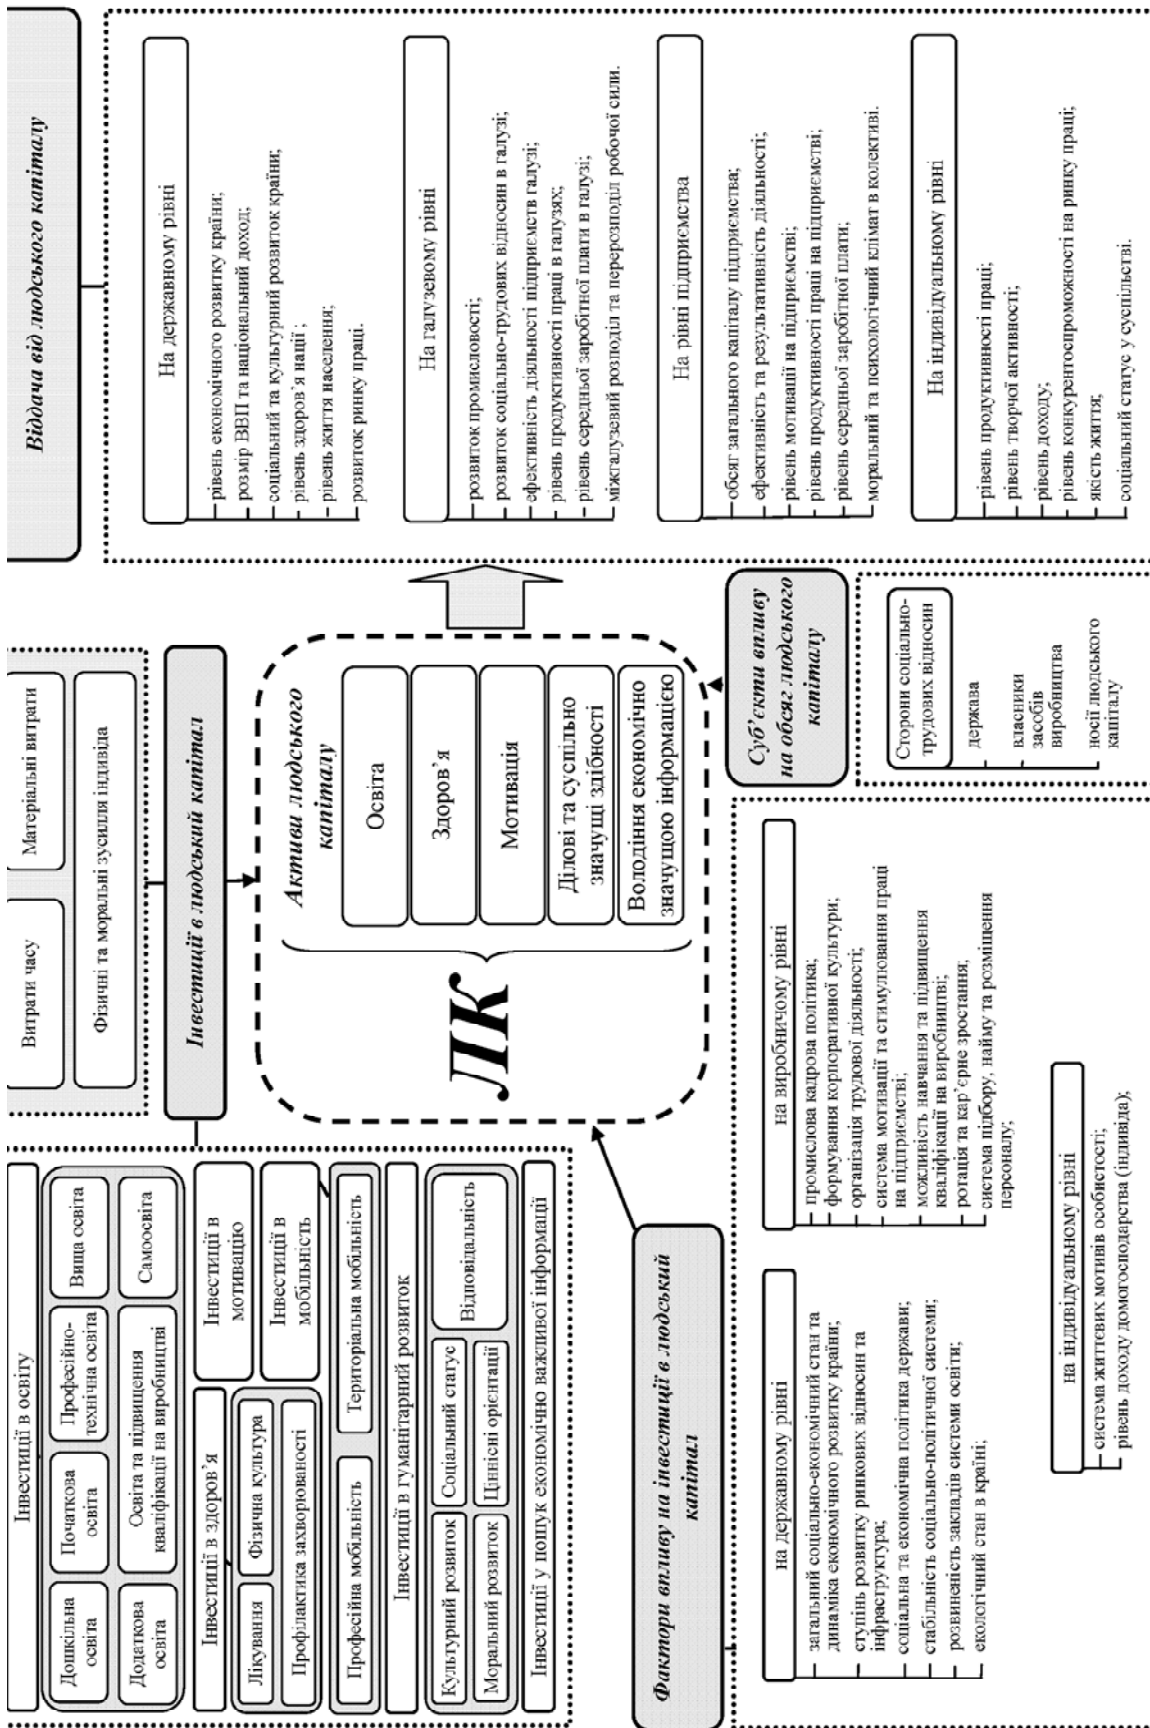 Інвестиції в освіту
Дошкільна
освіта
Початкова
освіта
Професійно-
технічна освіта
Вища освіта
Додаткова
освіта
Освіта та підвищення
кваліфікації на виробництві
Самоосвіта
Інвестиції в здоров’я
Лікування
Фізична культура
Профілактика захворюваності
Інвестиції в
мотивацію
Інвестиції в
мобільність
Професійна мобільність
Територіальна мобільність
Інвестиції в гуманітарний розвиток
Культурний розвиток
Соціальний статус
Моральний розвиток
Ціннісні орієнтації
Відповідальність
Інвестиції у пошук економічно важливої інформації
Витрати часу
Матеріальні витрати
Фізичні та моральні зусилля індивіда
Інвестиції в людський капітал
ЛК
Активи людського
капіталу
Освіта
Здоров’я
Мотивація
Ділові та суспільно
значущі здібності
Володіння економічно
значущою інформацією
Віддача від людського капіталу
На державному рівні
рівень економічного розвитку країни;
розмір ВВП та національний доход;
соціальний та культурний розвиток країни;
рівень здоров’я нації ;
рівень життя населення;
розвиток ринку праці.
На галузевому рівні
розвиток промисловості;
розвиток соціально-трудових відносин в галузі;
ефективність діяльності підприємств галузі;
рівень продуктивності праці в галузях;
рівень середньої заробітної плати в галузі;
міжгалузевий розподіл та перерозподіл робочої сили.
На рівні підприємства
обсяг загального капіталу підприємства;
ефективність та результативність діяльності;
рівень мотивації на підприємстві;
рівень продуктивності праці на підприємстві;
рівень середньої заробітної плати;
моральний та психологічний клімат в колективі.
На індивідуальному рівні
рівень продуктивності праці;
рівень творчої активності;
рівень доходу;
рівень конкурентоспроможності на ринку праці;
якість життя;
соціальний статус у суспільстві.
Фактори впливу на інвестиції в людський
капітал
на державному рівні
загальний соціально-економічний стан та
динаміка економічного розвитку країни;
ступінь розвитку ринкових відносин та
інфраструктура;
соціальна та економічна політика держави;
стабільність соціально-політичної системи;
розвиненість закладів системи освіти;
екологічний стан в країні;
на виробничому рівні
промислова кадрова політика;
формування корпоративної культури;
організація трудової діяльності;
система мотивації та стимулювання праці
на підприємстві;
можливість навчання та підвищення
кваліфікації на виробництві;
ротація та кар’єрне зростання;
система підбору, найму та розміщення
персоналу;
на індивідуальному рівні
система життєвих мотивів особистості;
рівень доходу домогосподарства (індивіда);
Суб’єкти впливу
на обсяг людського
капіталу
Сторони соціально-
трудових відносин
держава
власники
засобів
виробництва
носії людського
капіталу